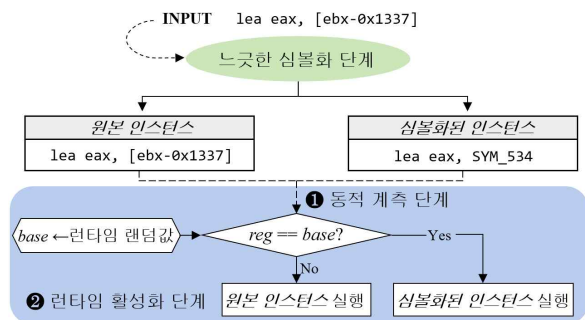 INPUT lea eax, [ebx-0x1337]
느긋한 심볼화 단계
원본 인스턴스
lea eax, [ebx-0x1337]
심볼화된 인스턴스
lea eax, SYM_534
❶ 동적 계측 단계
base ←런타임 랜덤값
reg == base?
Yes
No
❷ 런타임 활성화 단계
원본 인스턴스 실행
심볼화된 인스턴스 실행